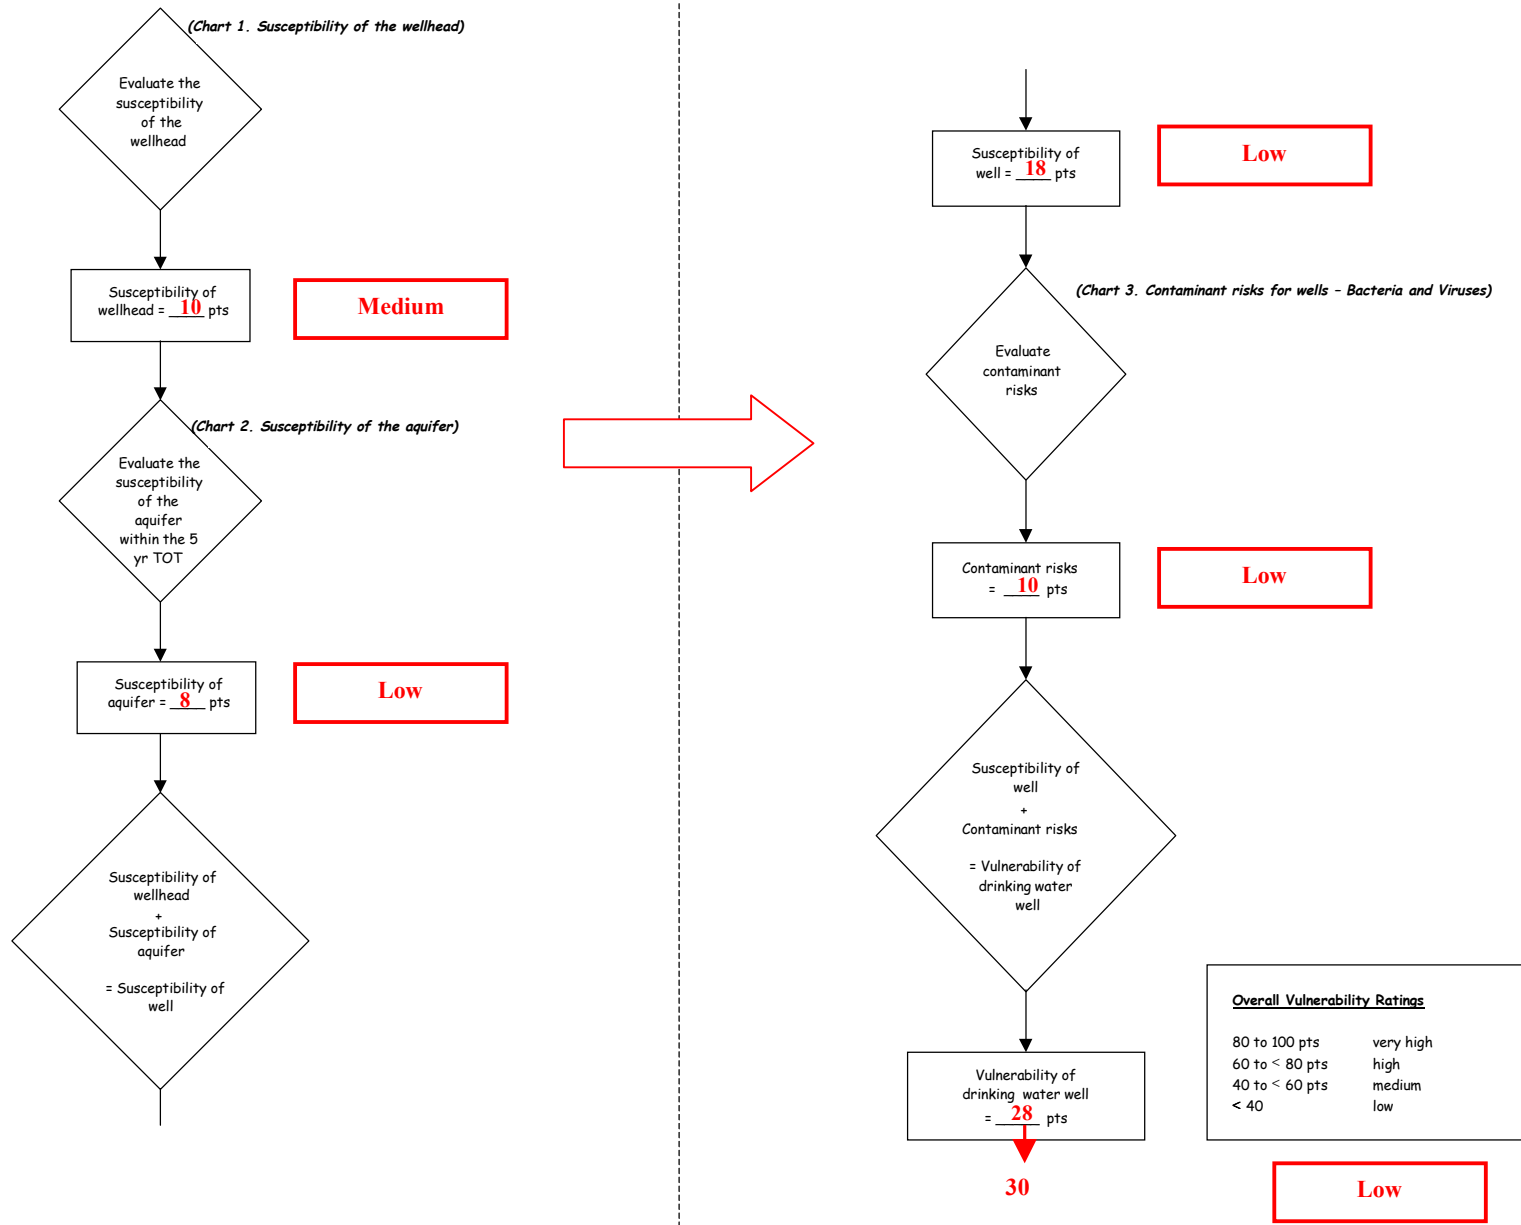 (Chart 1. Susceptibility of the wellhead)
Evaluate the
susceptibility
of the
wellhead
Susceptibility of
wellhead = 10 pts
Medium
(Chart 2. Susceptibility of the aquifer)
Evaluate the
susceptibility
of the
aquifer
within the 5
yr TOT
Susceptibility of
aquifer = 8 pts
Low
Susceptibility of
wellhead
+
Susceptibility of
aquifer
= Susceptibility of
well
Susceptibility of
well = 18 pts
Low
(Chart 3. Contaminant risks for wells – Bacteria and Viruses)
Evaluate
contaminant
risks
Contaminant risks
= 10 pts
Low
Susceptibility of
well
+
Contaminant risks
= Vulnerability of
drinking water
well
Vulnerability of
drinking water well
= 28 pts
30
Overall Vulnerability Ratings
80 to 100 pts very high
60 to < 80 pts high
40 to < 60 pts medium
< 40 low
Low